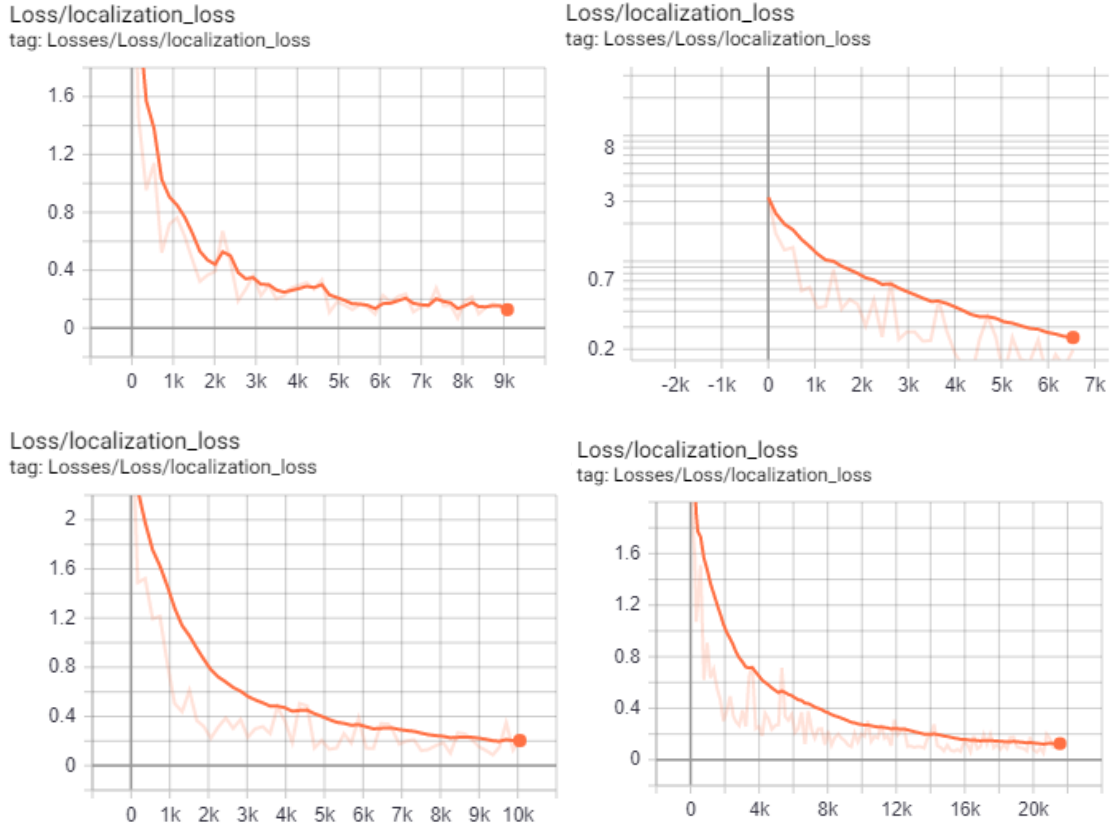 Loss/localization_loss
tag: Losses/Loss/localization_loss
1.6
1.2
0.8
0.4
0
0 1k 2k 3k 4k 5k 6k 7k 8k 9k
Loss/localization_loss
tag: Losses/Loss/localization_loss
8
3
0.7
0.2
-2k -1k 0 1k 2k 3k 4k 5k 6k 7k
Loss/localization_loss
tag: Losses/Loss/localization_loss
2
1.6
1.2
0.8
0.4
0
0 1k 2k 3k 4k 5k 6k 7k 8k 9k 10k
Loss/localization_loss
tag: Losses/Loss/localization_loss
1.6
1.2
0.8
0.4
0
0 4k 8k 12k 16k 20k